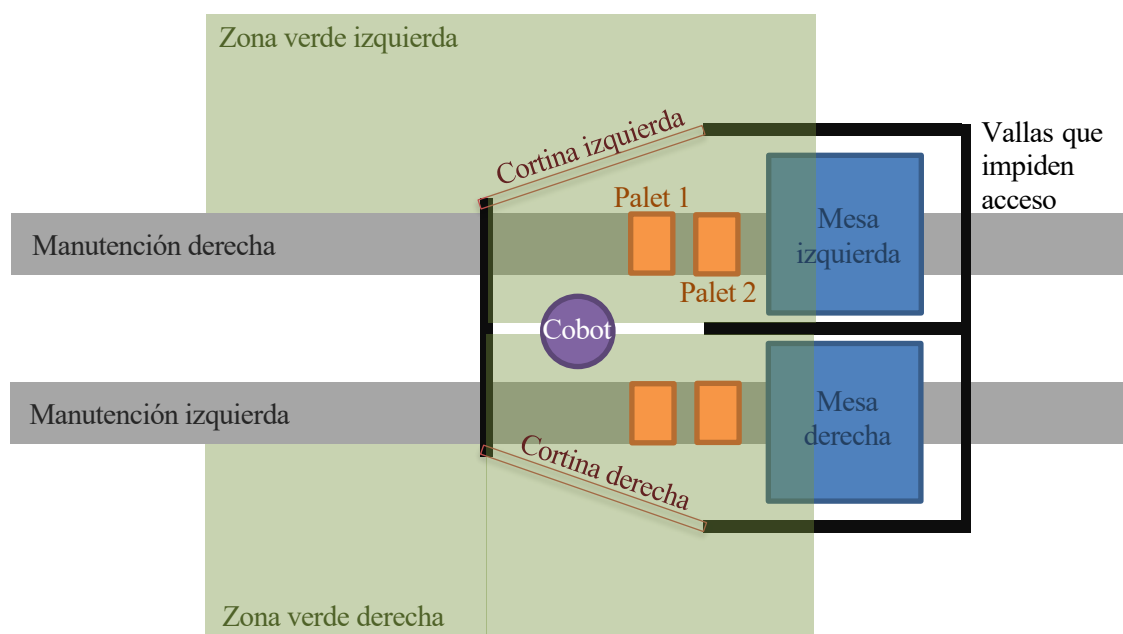 Zona verde izquierda
Cortina izquierda
Vallas que
impiden
acceso
Palet 1
Mesa
izquierda
Manutención derecha
Palet 2
Cobot
Manutención izquierda
Mesa
derecha
Cortina derecha
Zona verde derecha